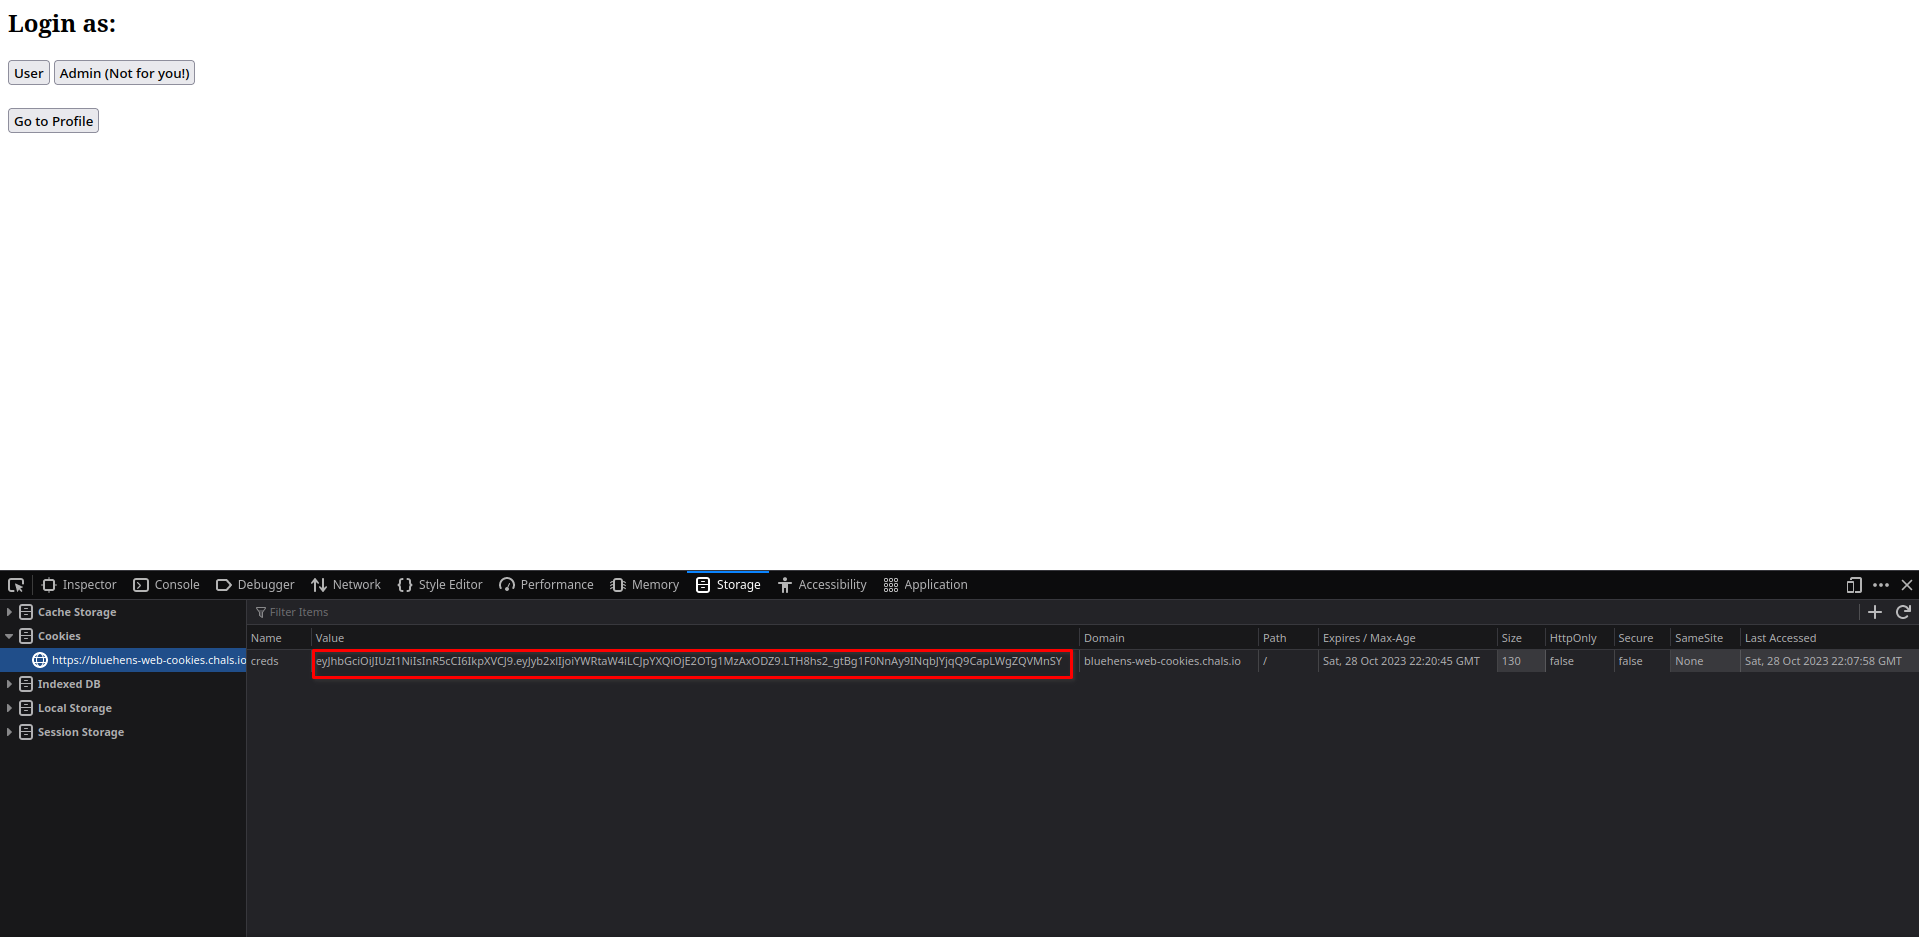 Login as:
User Admin (Not for you!)
Go to Profile
Inspector Console Debugger Network Style Editor Performance Memory Storage Accessibility Application
Cache Storage
Filter Items
Cookies
Name Value Domain Path Expires / Max-Age Size HttpOnly Secure SameSite Last Accessed
https://bluehens-web-cookies.chals.io
creds eyJhbGciOiJIUzI1NiIsInR5cCI6IkpXVCJ9.eyJyb2xlIjoiYWRtaW4iLCJpYXQiOjE2OTg1MzAxODZ9.LTH8hs2_gtBg1F0NnAy9INqbJYjqQ9CapLWgZQVMnSY bluehens-web-cookies.chals.io / Sat, 28 Oct 2023 22:20:45 GMT 130 false false None Sat, 28 Oct 2023 22:07:58 GMT
Indexed DB
Local Storage
Session Storage